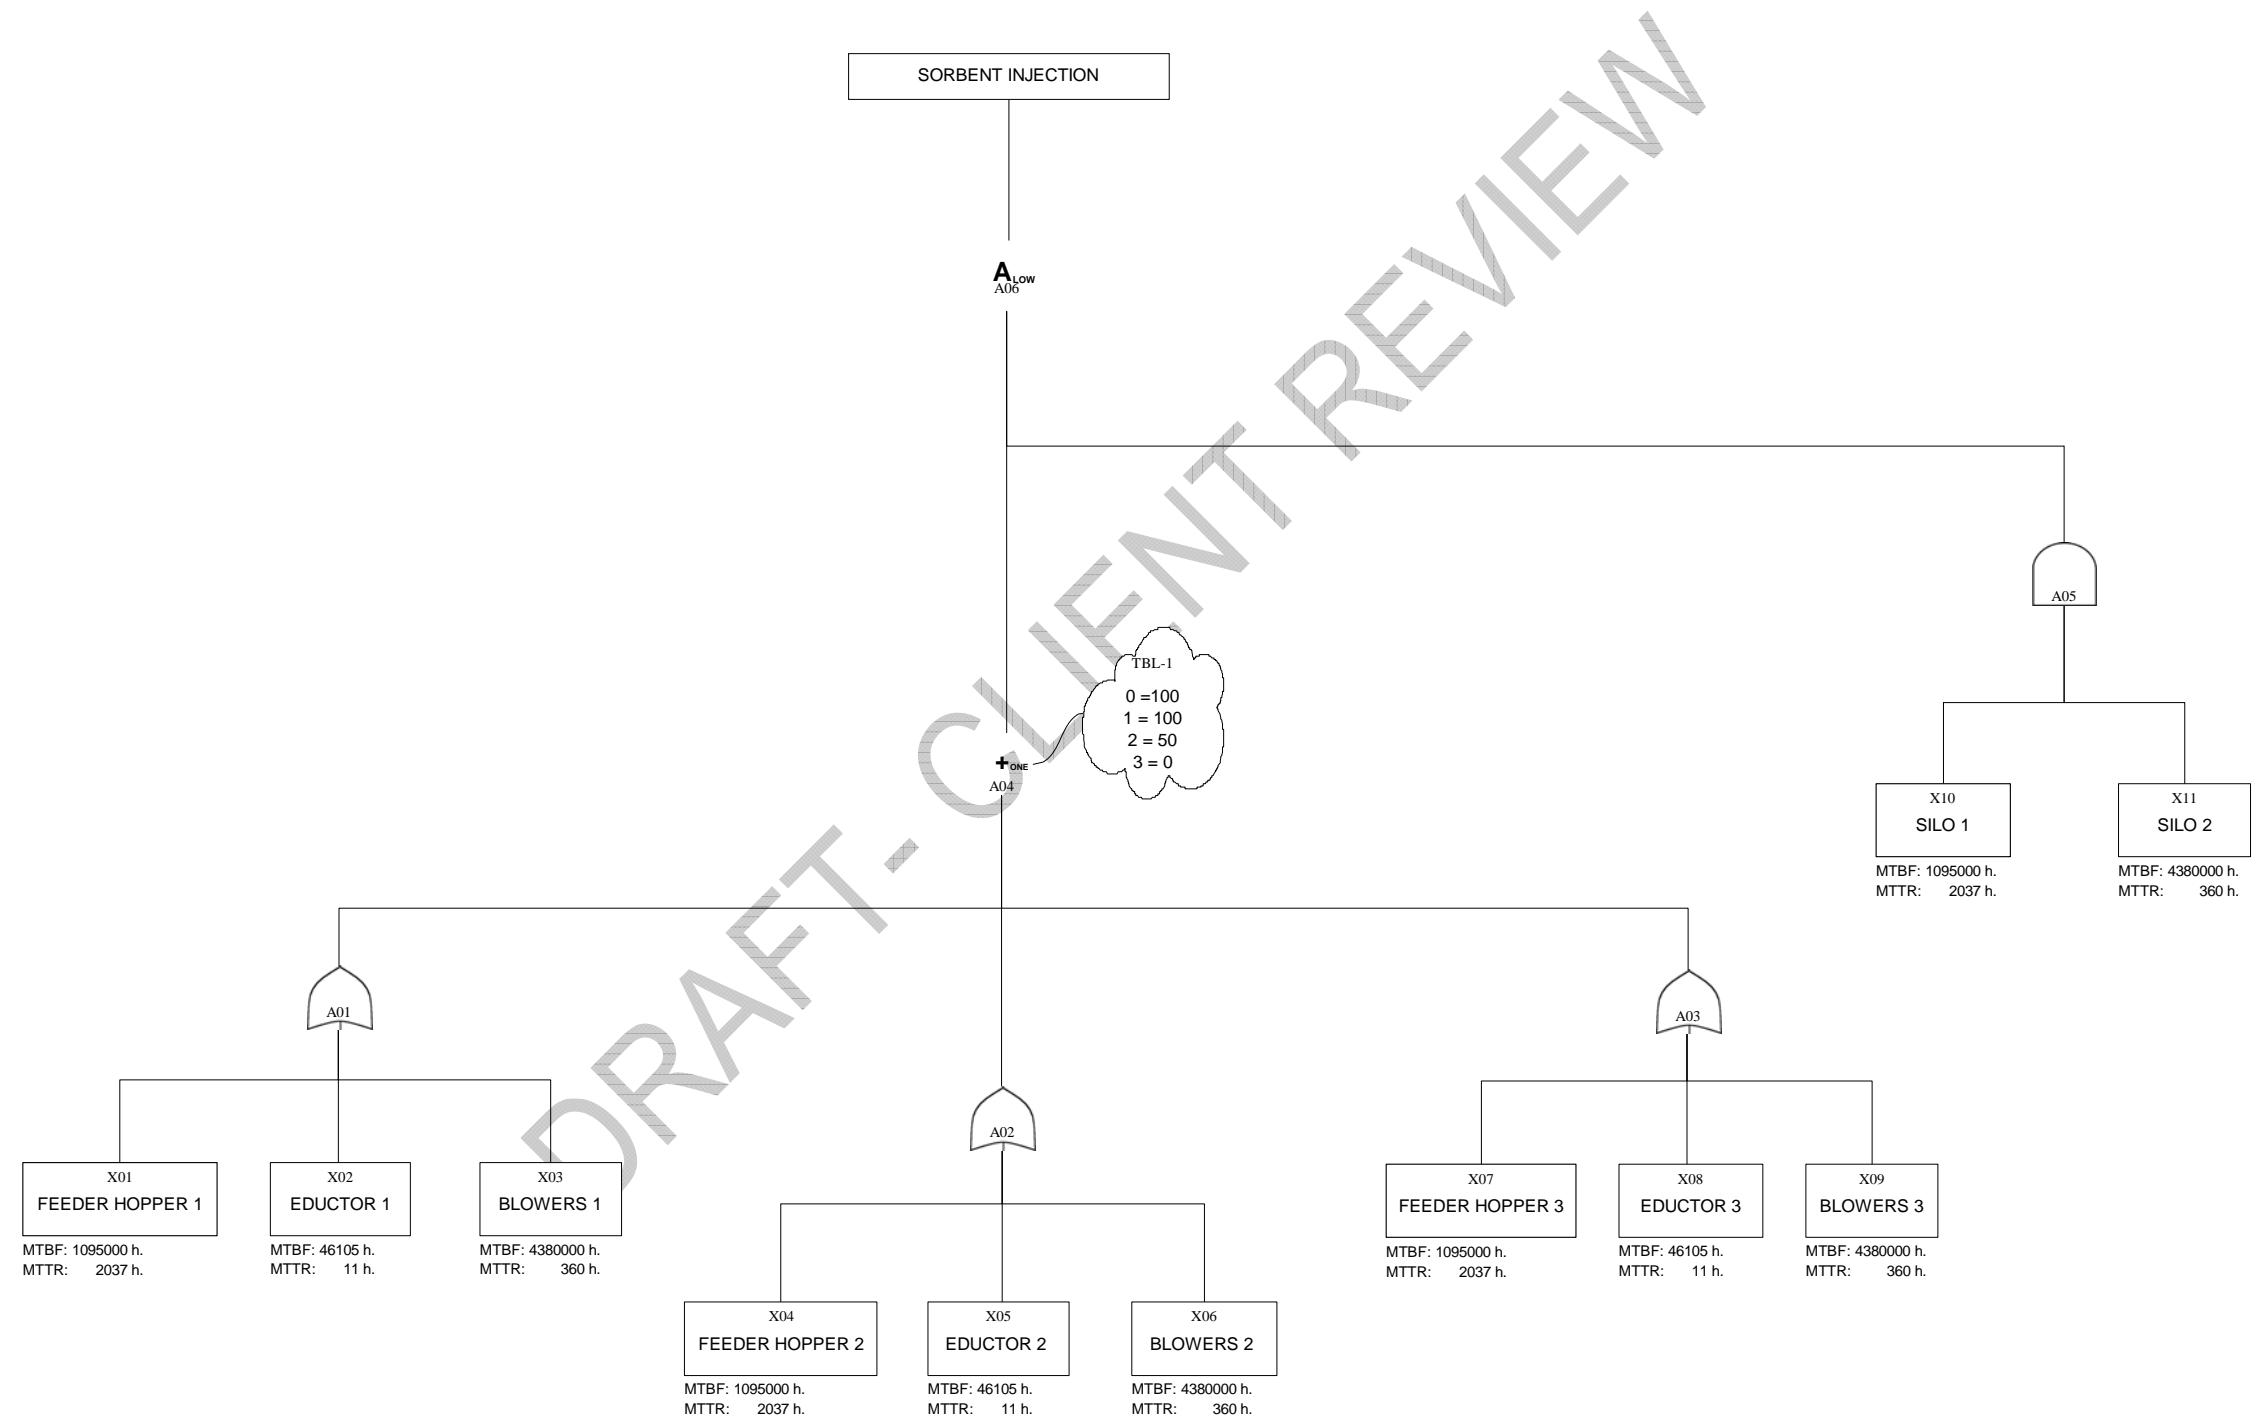 SORBENT INJECTION
A LOW
A06
A05
TBL-1
0 =100
1 = 100
2 = 50
3 = 0
+ ONE
A04
X10
SILO 1
MTBF: 1095000 h.
MTTR: 2037 h.
X11
SILO 2
MTBF: 4380000 h.
MTTR: 360 h.
A01
A03
A02
X01
FEEDER HOPPER 1
MTBF: 1095000 h.
MTTR: 2037 h.
X02
EDUCTOR 1
MTBF: 46105 h.
MTTR: 11 h.
X03
BLOWERS 1
MTBF: 4380000 h.
MTTR: 360 h.
X07
FEEDER HOPPER 3
MTBF: 1095000 h.
MTTR: 2037 h.
X08
EDUCTOR 3
MTBF: 46105 h.
MTTR: 11 h.
X09
BLOWERS 3
MTBF: 4380000 h.
MTTR: 360 h.
X04
FEEDER HOPPER 2
MTBF: 1095000 h.
MTTR: 2037 h.
X05
EDUCTOR 2
MTBF: 46105 h.
MTTR: 11 h.
X06
BLOWERS 2
MTBF: 4380000 h.
MTTR: 360 h.
DRAFT- CLIENT REVIEW